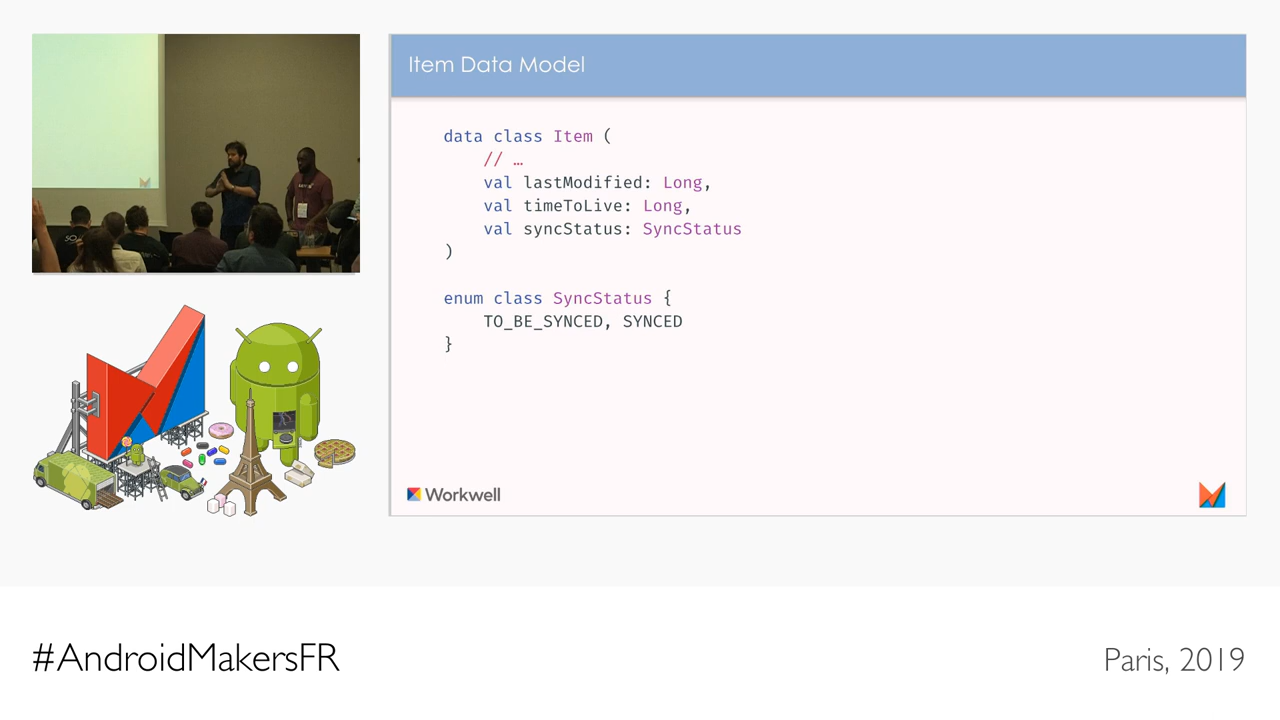 Item Data Model
data class Item (
// …
val lastModified: Long,
val timeToLive: Long,
val syncStatus: SyncStatus
)
enum class SyncStatus {
TO_BE_SYNCED, SYNCED
}
Workwell
#AndroidMakersFR
Paris, 2019